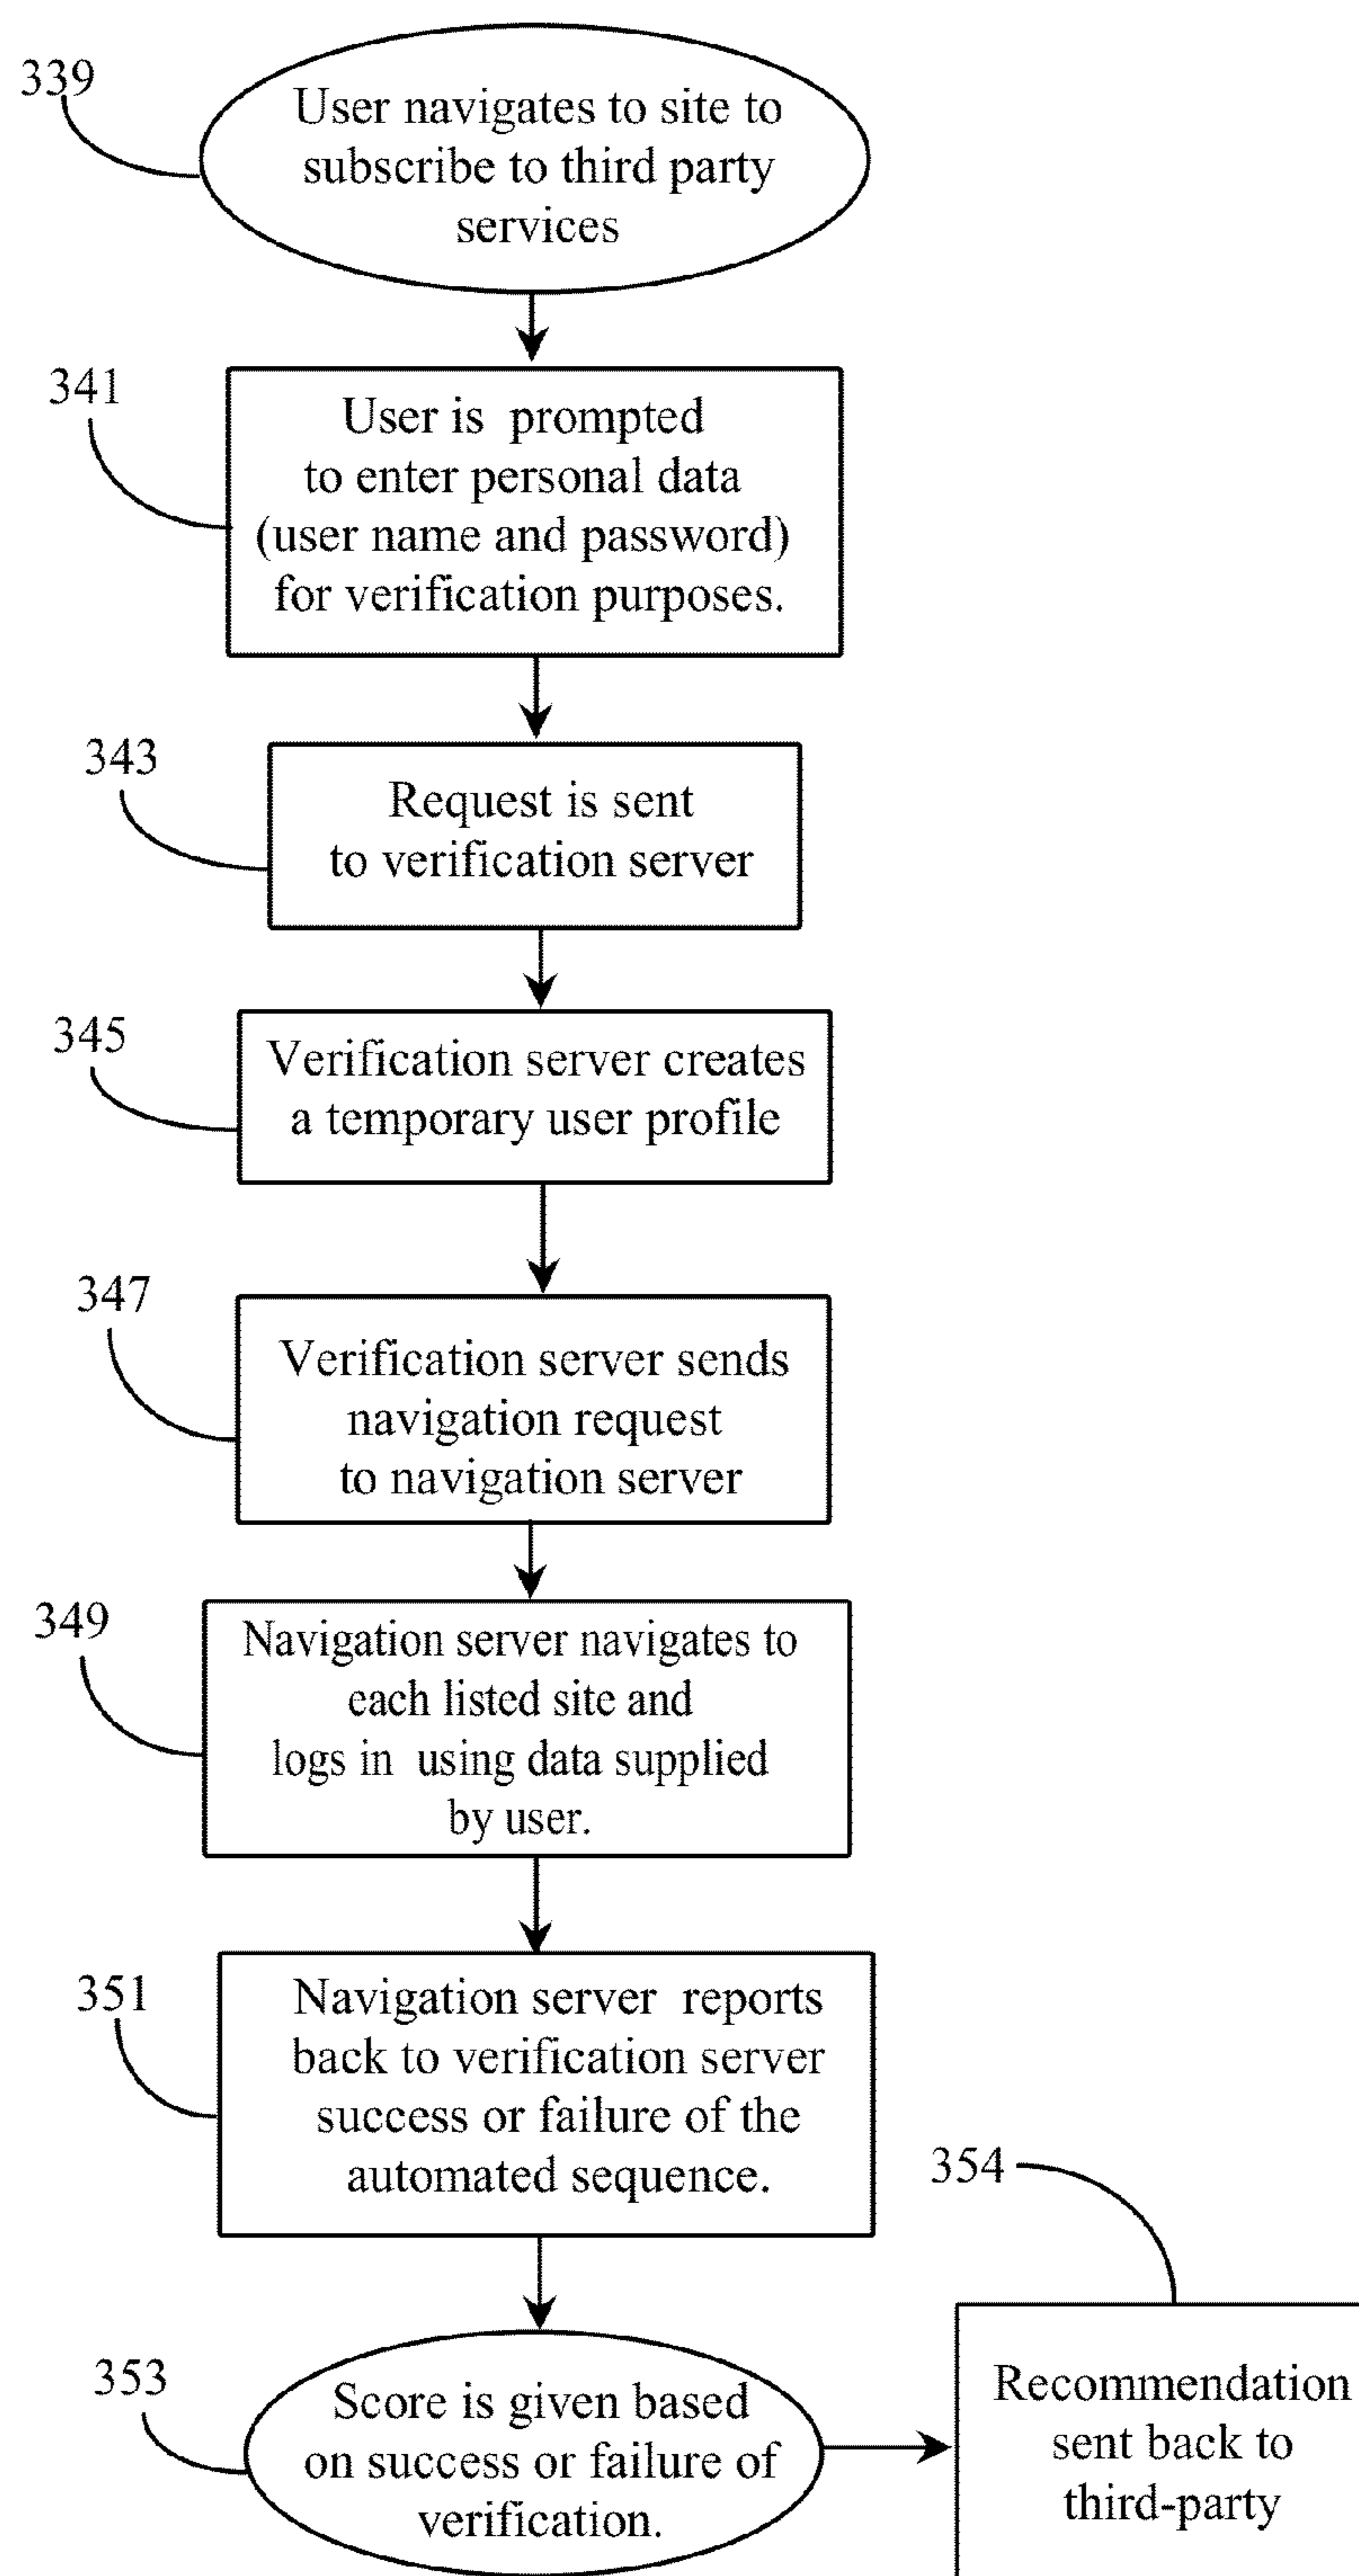 339
User navigates to site to
subscribe to third party
services
341
User is prompted
to enter personal data
(user name and password)
for verification purposes.
343
Request is sent
to verification server
345
Verification server creates
a temporary user profile
347
Verification server sends
navigation request
to navigation server
349
Navigation server navigates to
each listed site and
logs in using data supplied
by user.
351
Navigation server reports
back to verification server
success or failure of the
automated sequence.
353
Score is given based
on success or failure of
verification.
354
Recommendation
sent back to
third-party